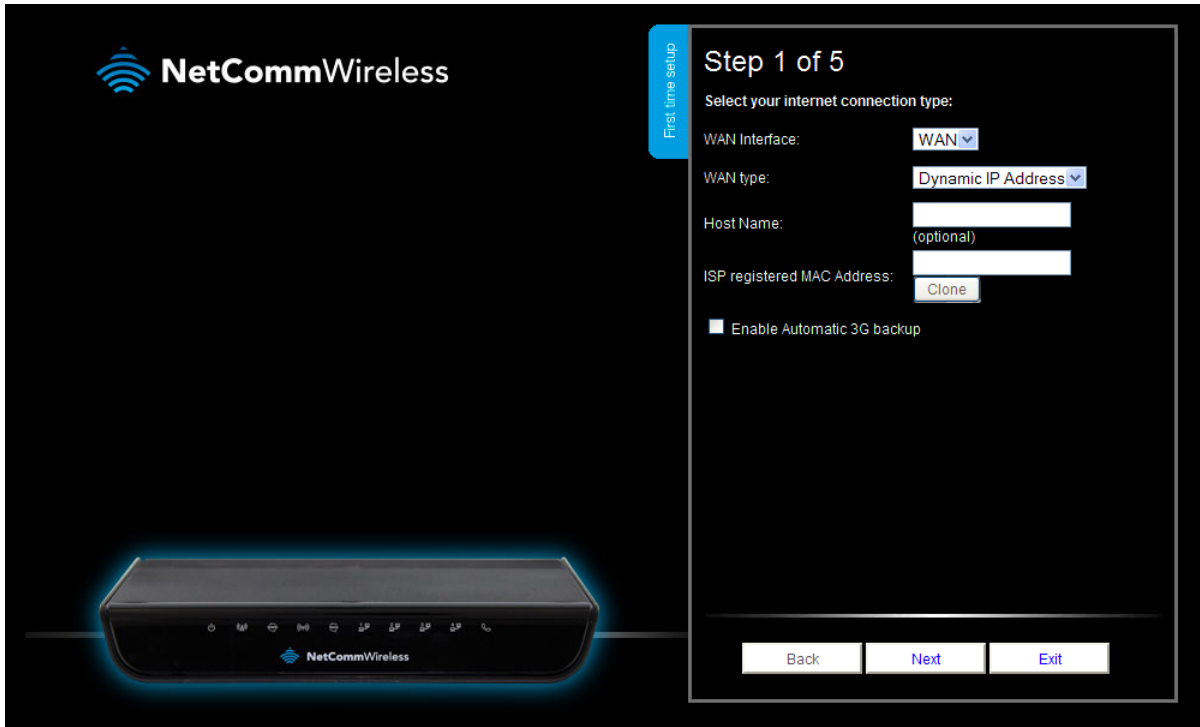 NetCommWireless
First time setup
Step 1 of 5
Select your internet connection type:
WAN Interface: WAN
WAN type: Dynamic IP Address
Host Name:
(optional)
ISP registered MAC Address:
Clone
Enable Automatic 3G backup
NetCommWireless
Back Next Exit